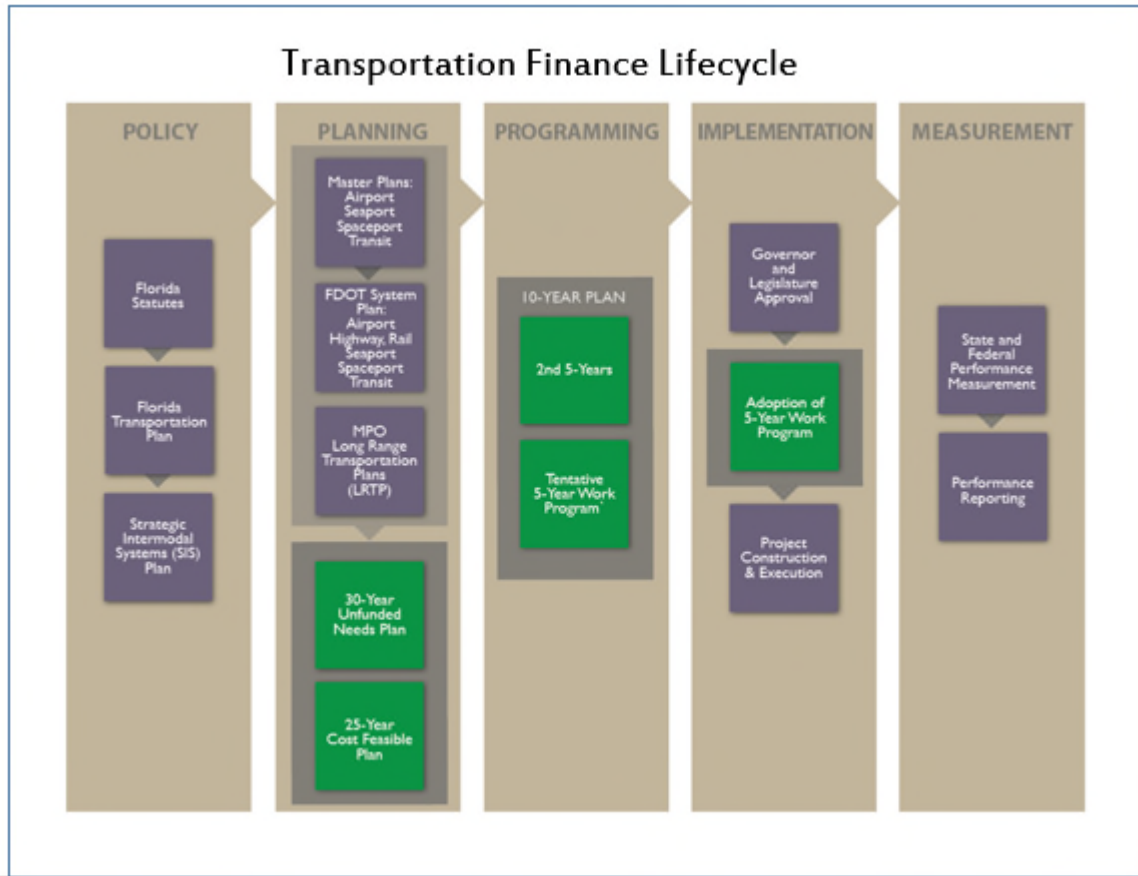 Transportation Finance Lifecycle
POLICY
Florida
Statutes
Florida
Transportation
Plan
Strategic
Intermodal
Systems (SIS)
Plan
PLANNING
Master Plans:
Airport
Seaport
Spaceport
Transit
FDOT System
Plan:
Airport
Highway, Rail
Seaport
Spaceport
Transit
MPO
Long Range
Transportation
Plans
(LRTP)
30-Year
Unfunded
Needs Plan
25-Year
Cost Feasible
Plan
PROGRAMMING
10-YEAR PLAN
2nd 5-Years
Tentative
5-Year Work
Program*
IMPLEMENTATION
Governor
and
Legislature
Approval
Adoption of
5-Year Work
Program
Project
Construction
& Execution
MEASUREMENT
State and
Federal
Performance
Measurement
Performance
Reporting